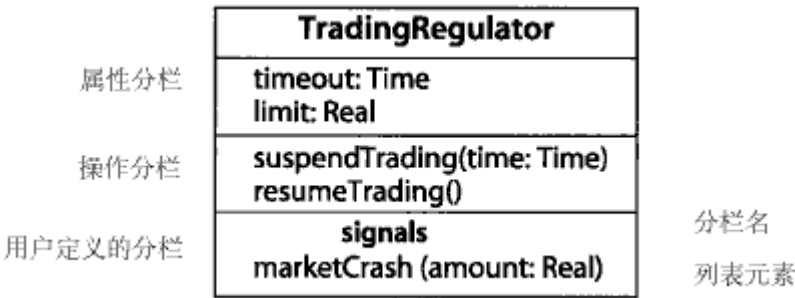 TradingRegulator
属性分栏
timeout: Time
limit: Real
操作分栏
suspendTrading(time: Time)
resumeTrading()
用户定义的分栏
signals
分栏名
marketCrash (amount: Real)
列表元素